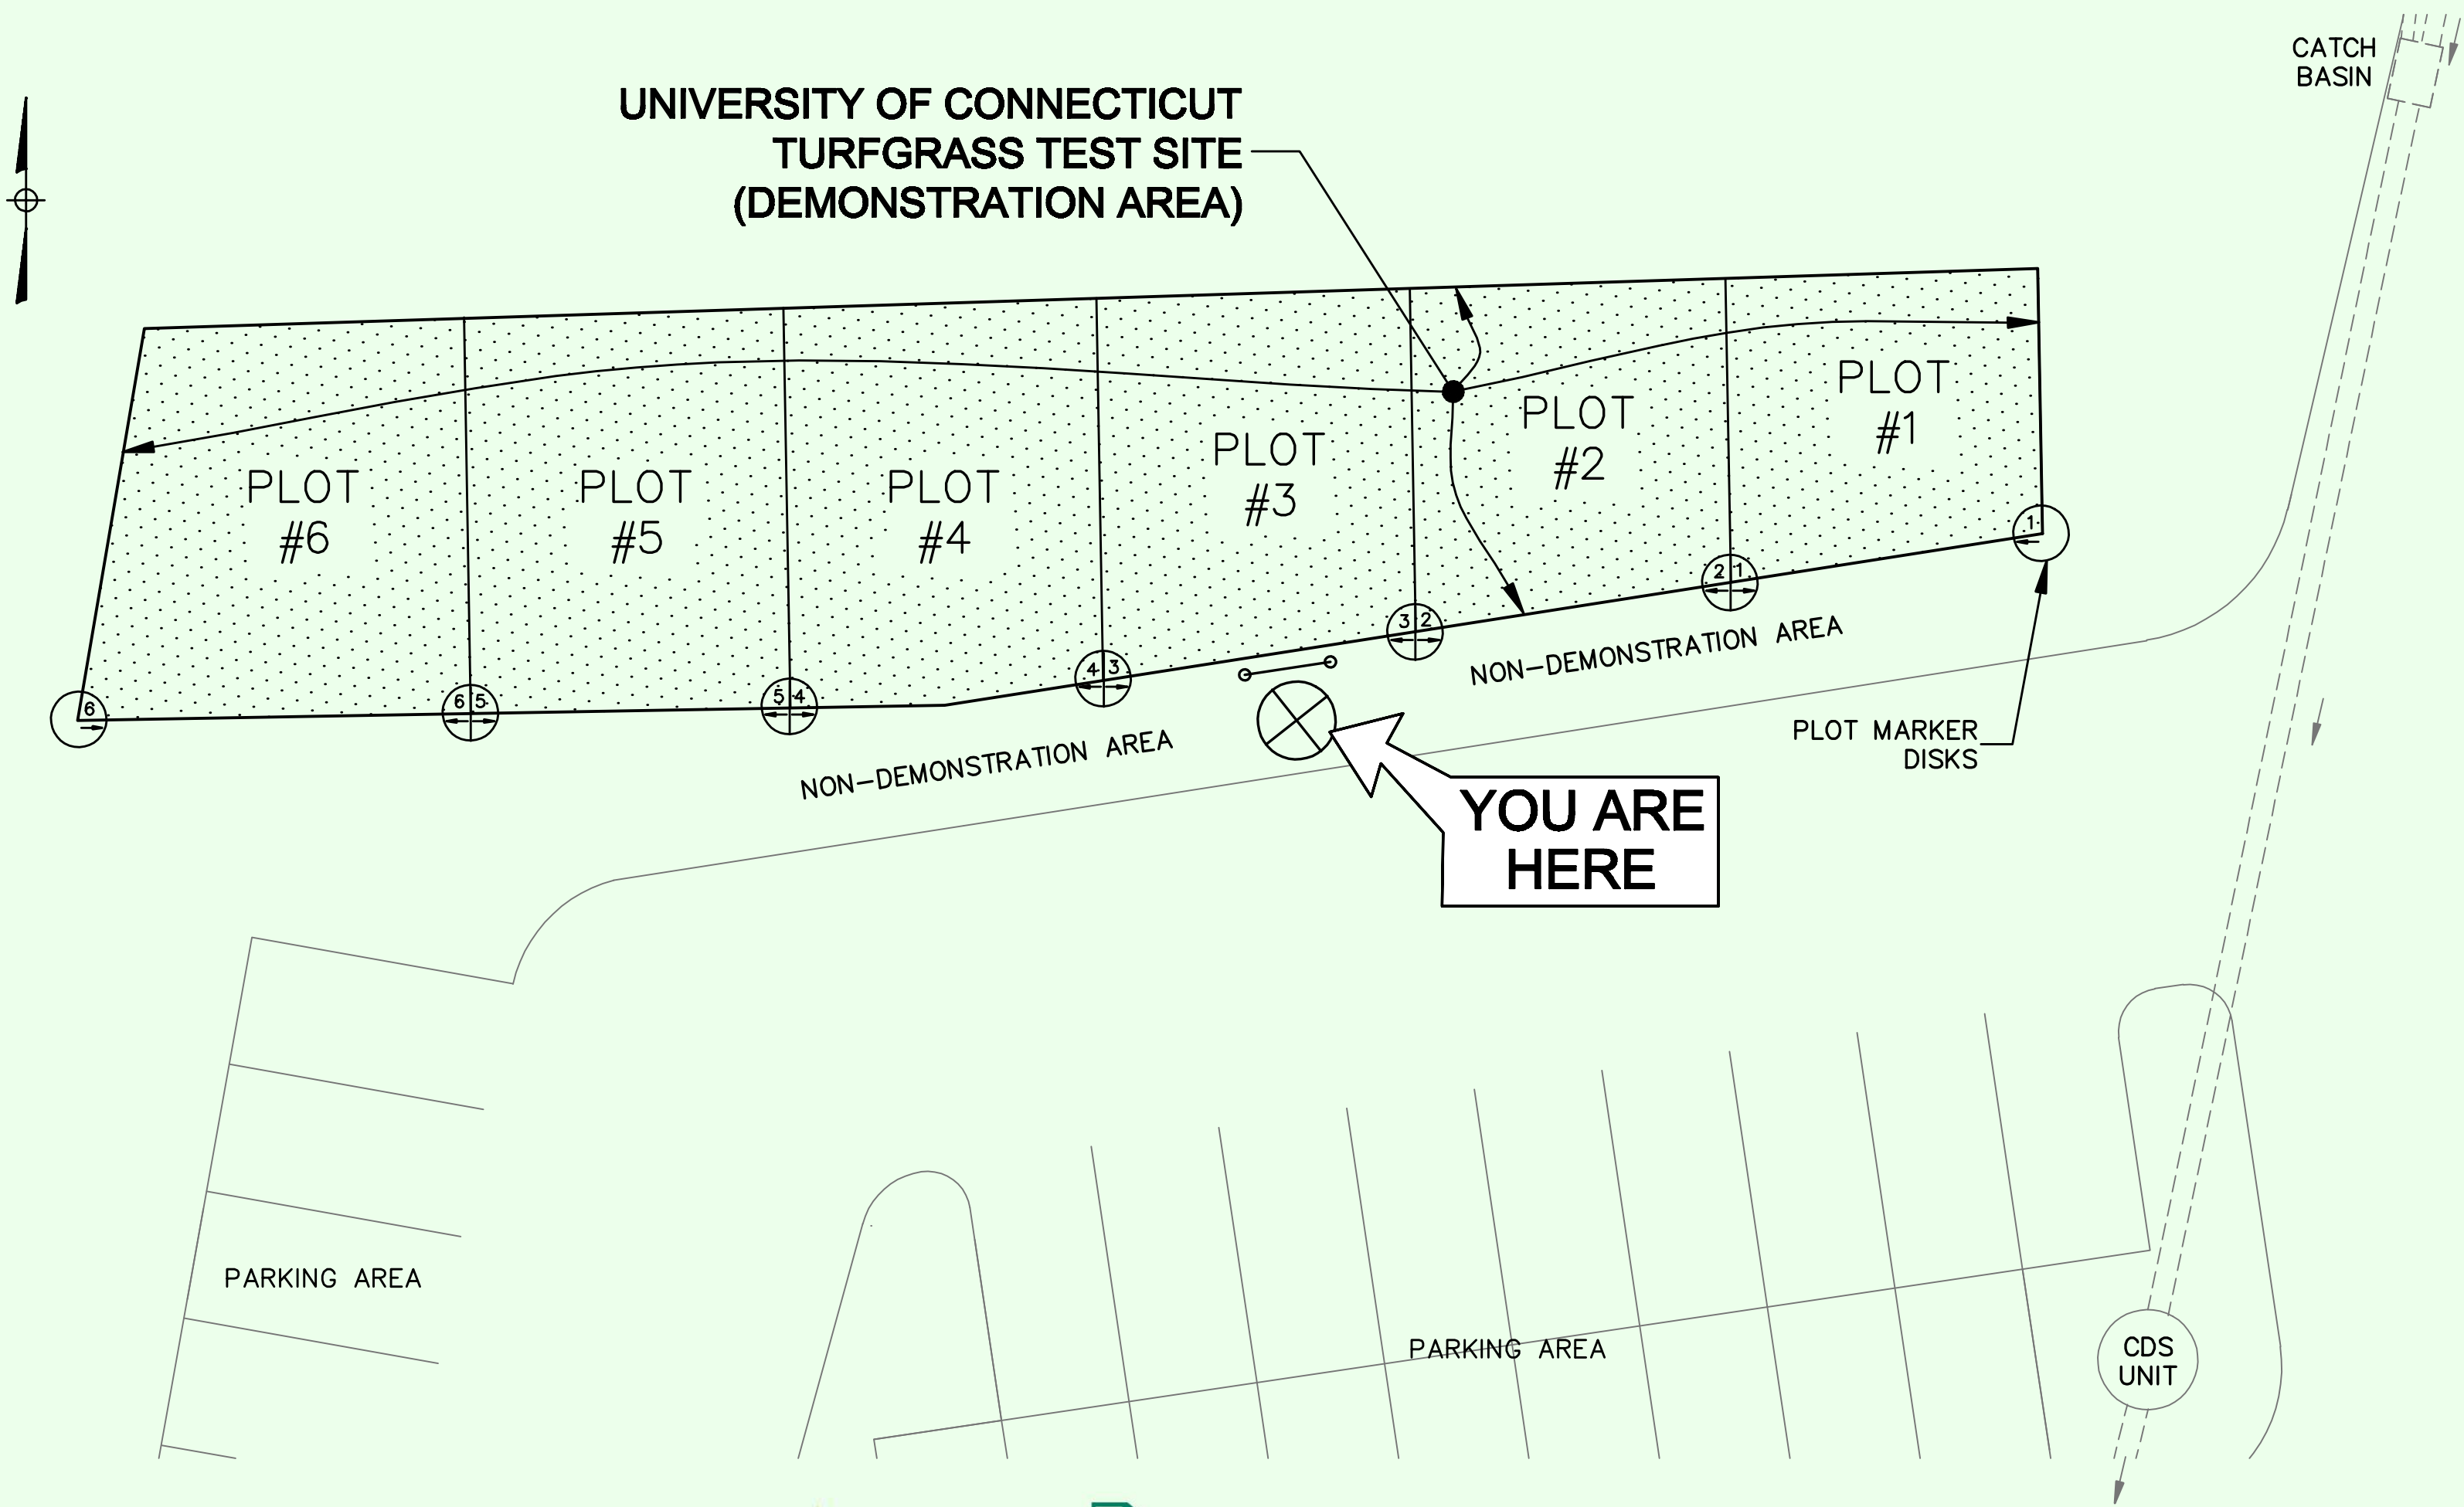 CATCH
BASIN
UNIVERSITY OF CONNECTICUT
TURFGRASS TEST SITE
(DEMONSTRATION AREA)
PLOT
#1
PLOT
#2
PLOT
#3
PLOT
#4
PLOT
#5
PLOT
#6
1
2 1
3 2
4 3
5 4
6 5
6
NON-DEMONSTRATION AREA
NON-DEMONSTRATION AREA
PLOT MARKER
DISKS
YOU ARE
HERE
PARKING AREA
PARKING AREA
CDS
UNIT